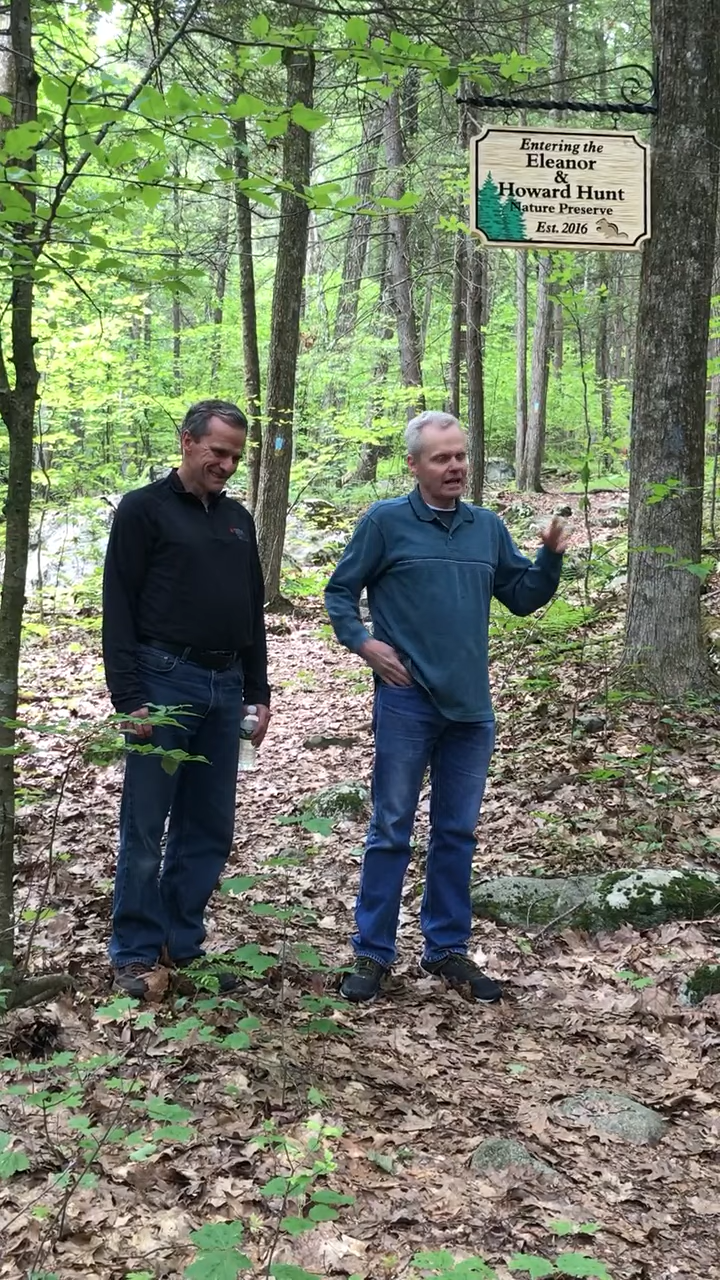 Entering the
Eleanor
&
Howard Hunt
Nature Preserve
Est. 2016